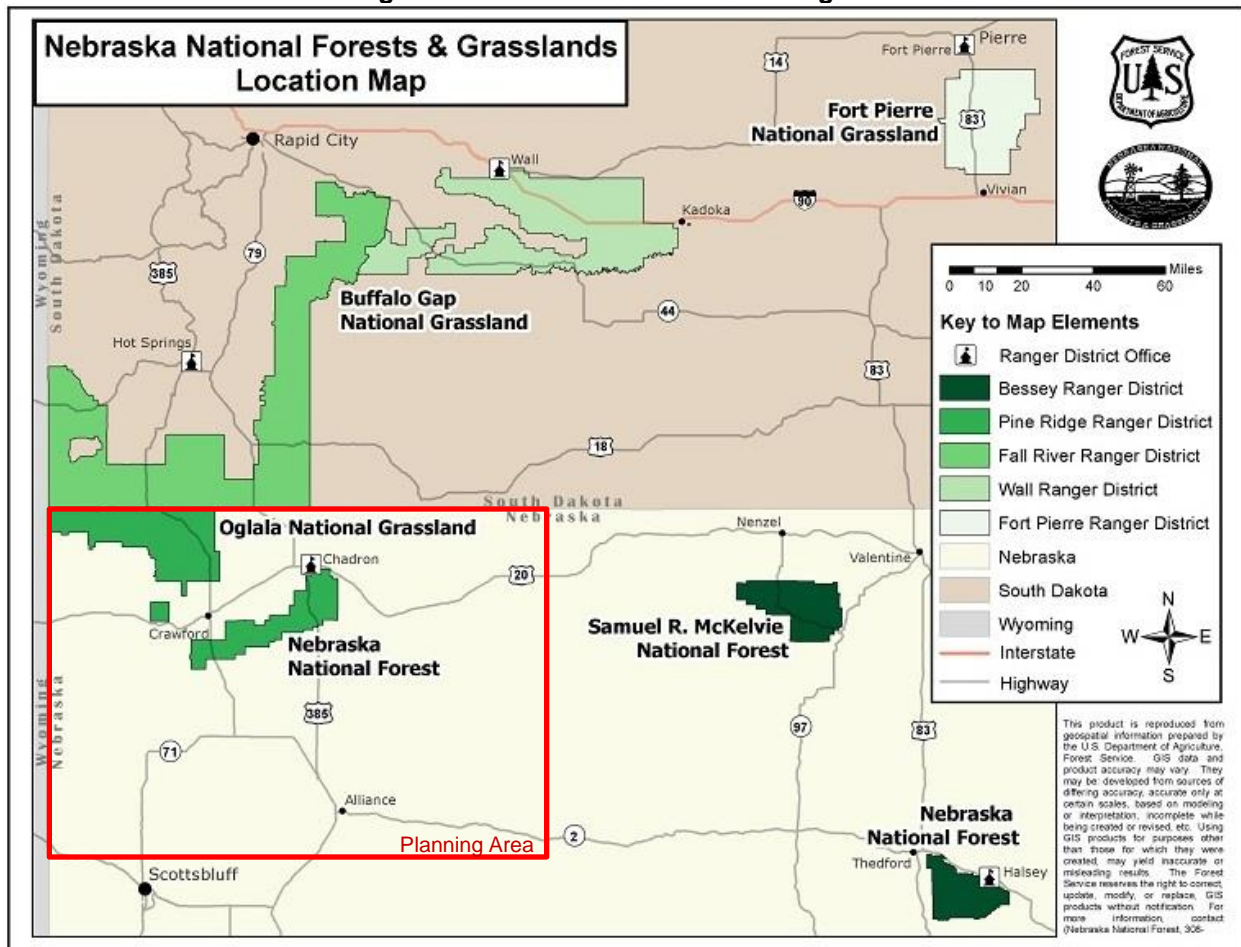 Nebraska National Forests & Grasslands
Location Map
Fort Pierre
Pierre
14
Fort Pierre
National Grassland
83
Rapid City
Wall
Vivian
90
Kadoka
Wyoming
South Dakota
79
385
Buffalo Gap
National Grassland
44
Hot Springs
83
18
South Dakota
Nebraska
Oglala National Grassland
Chadron
Nenzel
Valentine
20
Crawford
Nebraska
National Forest
Samuel R. McKelvie
National Forest
Wyoming
Nebraska
385
71
97
83
Alliance
Planning Area
2
Nebraska
National Forest
Thedford
Halsey
Scottsbluff
FOREST SERVICE
U S
DEPARTMENT OF AGRICULTURE
NEBRASKA NATIONAL
FORESTS & GRASSLANDS
Miles
0 10 20 40 60
Key to Map Elements
Ranger District Office
Bessey Ranger District
Pine Ridge Ranger District
Fall River Ranger District
Wall Ranger District
Fort Pierre Ranger District
Nebraska
South Dakota
Wyoming
Interstate
Highway
N
W E
S
This product is reproduced from
geospatial information prepared by
the U.S. Department of Agriculture,
Forest Service. GIS data and
product accuracy may vary. They
may be: developed from sources of
differing accuracy, accurate only at
certain scales, based on modeling
or interpretation, incomplete while
being created or revised, etc. Using
GIS products for purposes other
than those for which they were
created, may yield inaccurate or
misleading results. The Forest
Service reserves the right to correct,
update, modify, or replace, GIS
products without notification. For
more information, contact
(Nebraska National Forest, 308-